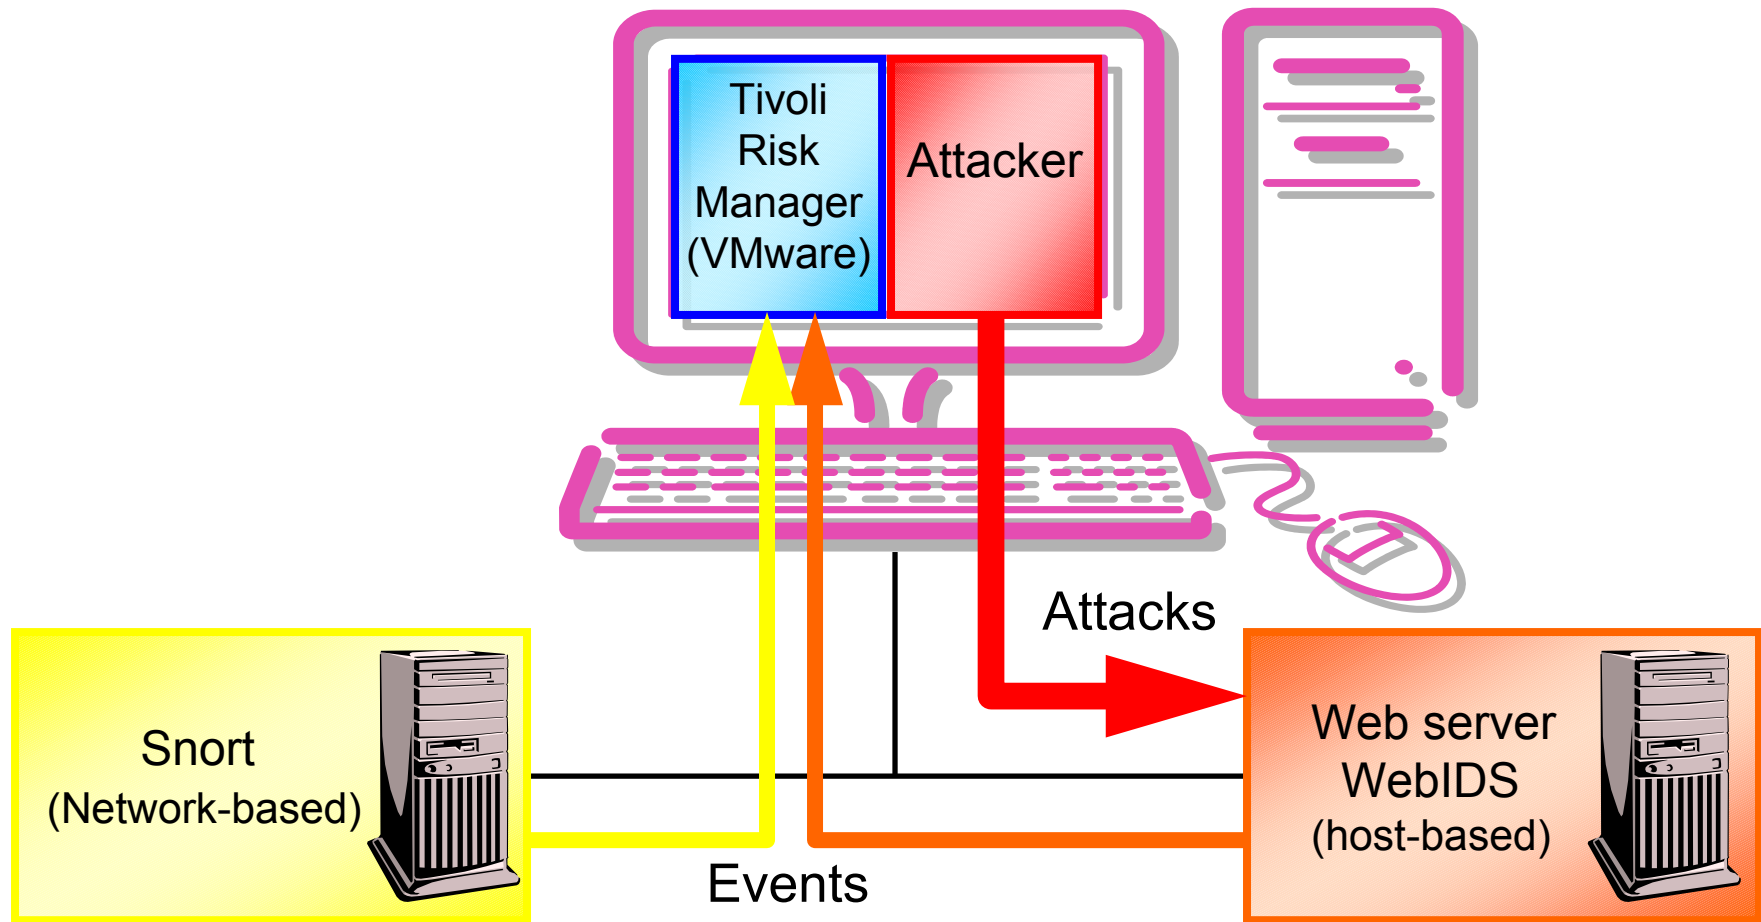 Tivoli
Risk
Manager
(VMware)
Attacker
Attacks
Snort
(Network-based)
Web server
WebIDS
(host-based)
Events